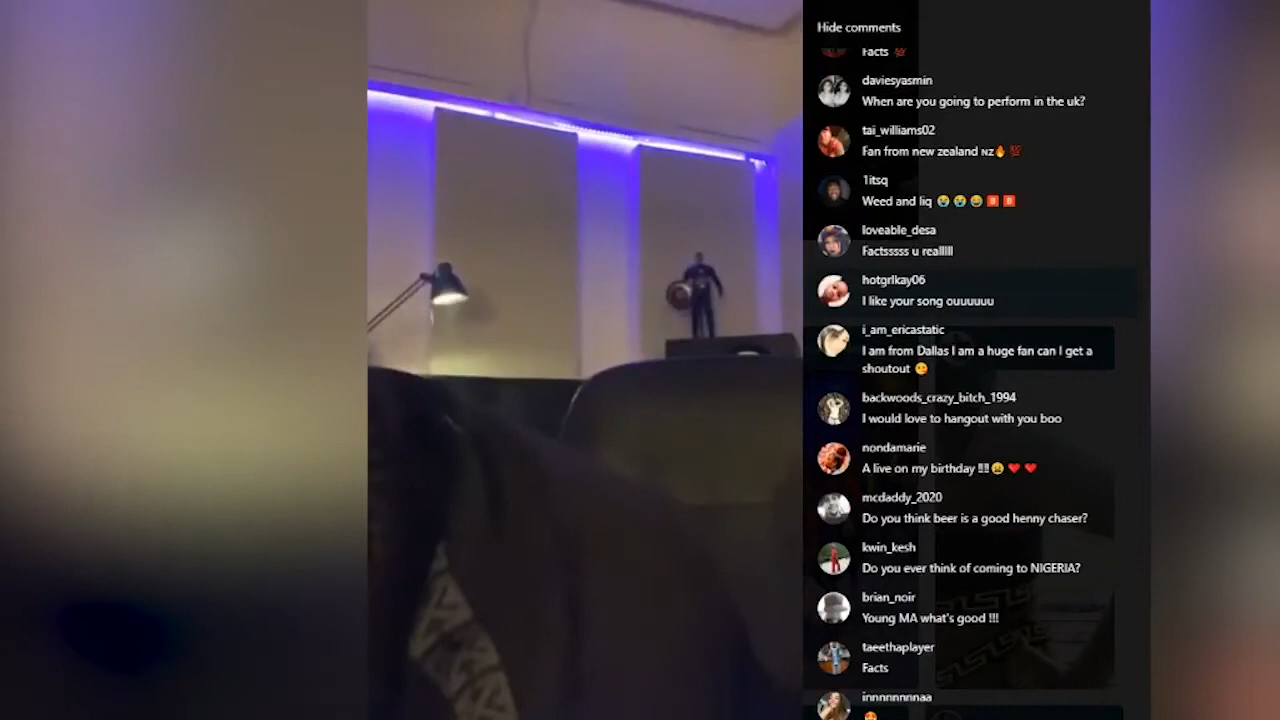 Hide comments
Facts 💯
daviesyasmin
When are you going to perform in the uk?
tai_williams02
Fan from new zealand NZ🔥 💯
1itsq
Weed and liq 😭 😭 😂
loveable_desa
Factsssss u realllll
hotgrlkay06
I like your song ouuuuuu
i_am_ericastatic
I am from Dallas I am a huge fan can I get a
shoutout 😘
backwoods_crazy_bitch_1994
I would love to hangout with you boo
nondamarie
A live on my birthday !!!!😩 ❤️ ❤️
mcdaddy_2020
Do you think beer is a good henny chaser?
kwin_kesh
Do you ever think of coming to NIGERIA?
brian_noir
Young MA what's good !!!
taeethaplayer
Facts
innnnnnnnaa
😍